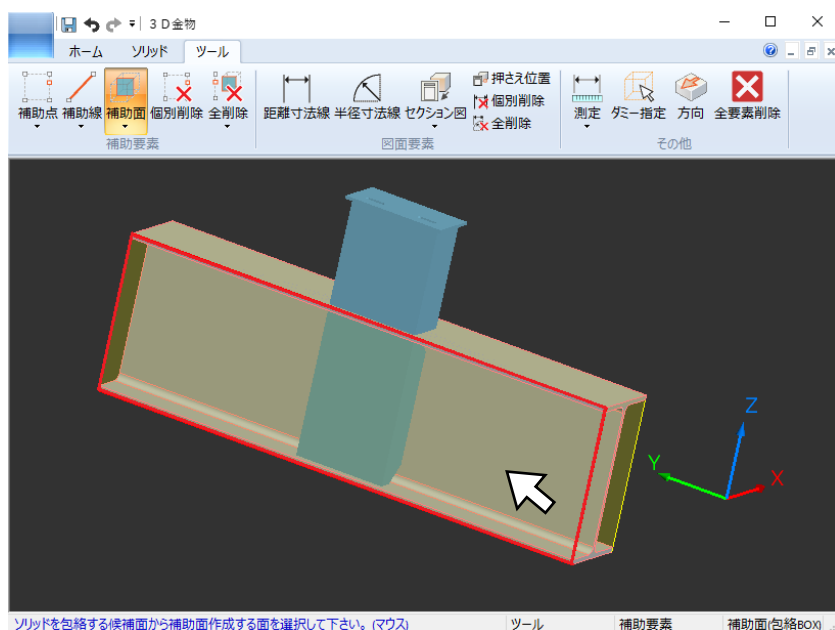 3D金物
ホーム ソリッド ツール
押さえ位置
個別削除
補助点 補助線 補助面 個別削除 全削除 距離寸法線 半径寸法線 セクション図 測定 ダミー指定 方向 全要素削除
全削除
補助要素 図面要素 その他
Z
Y
X
ソリッドを包絡する候補面から補助面作成する面を選択して下さい。(マウス) ツール 補助要素 補助面(包絡BOX)